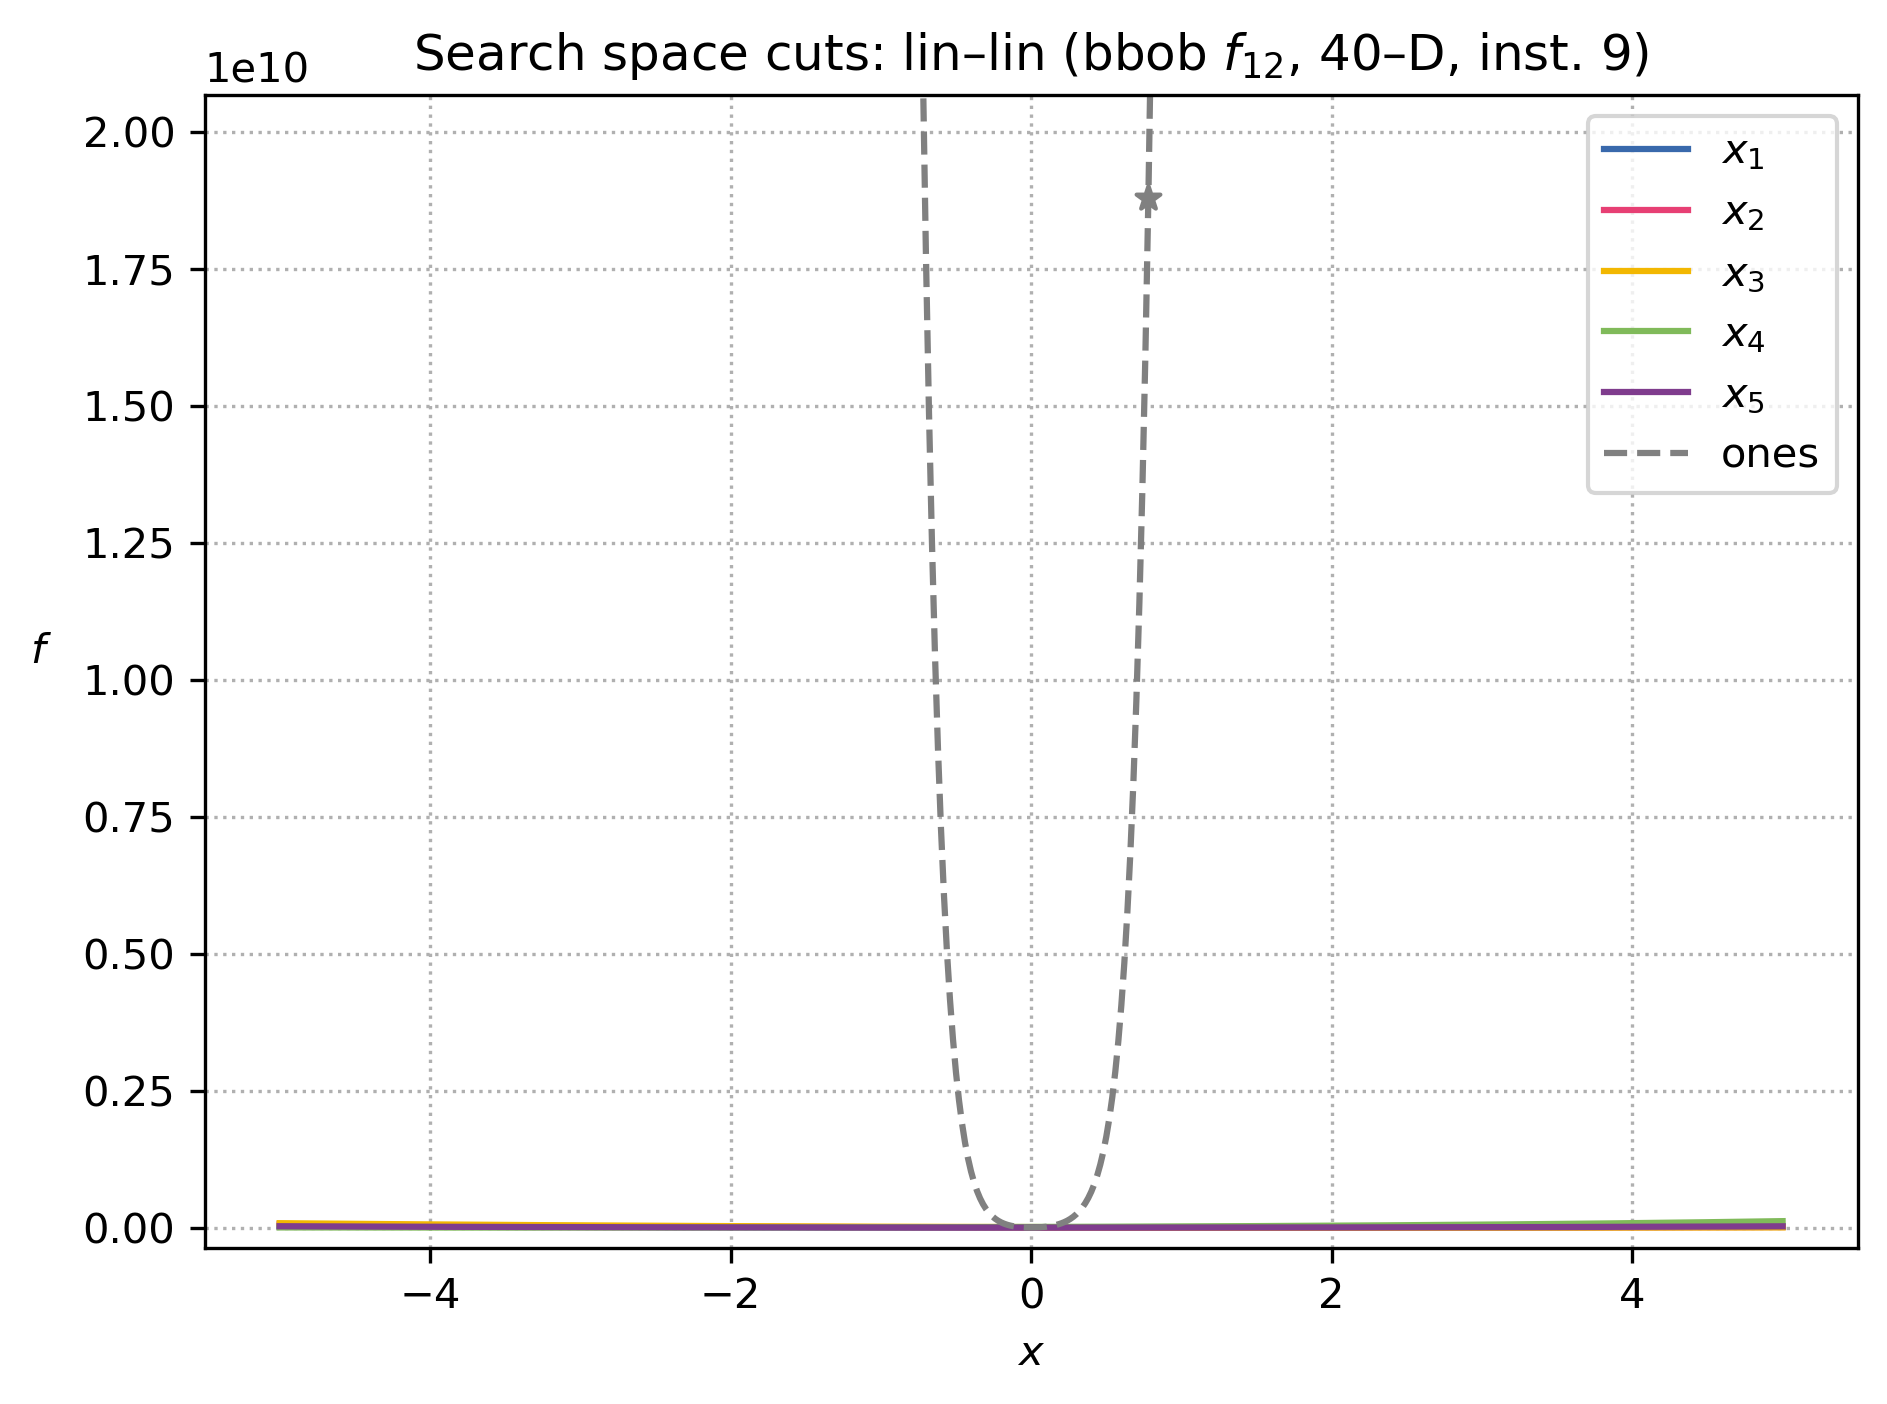 Search space cuts: lin–lin (bbob f12, 40–D, inst. 9)
1e10
2.00
1.75
1.50
1.25
1.00
0.75
0.50
0.25
0.00
f
x1
x2
x3
x4
x5
ones
−4 −2 0 2 4
x